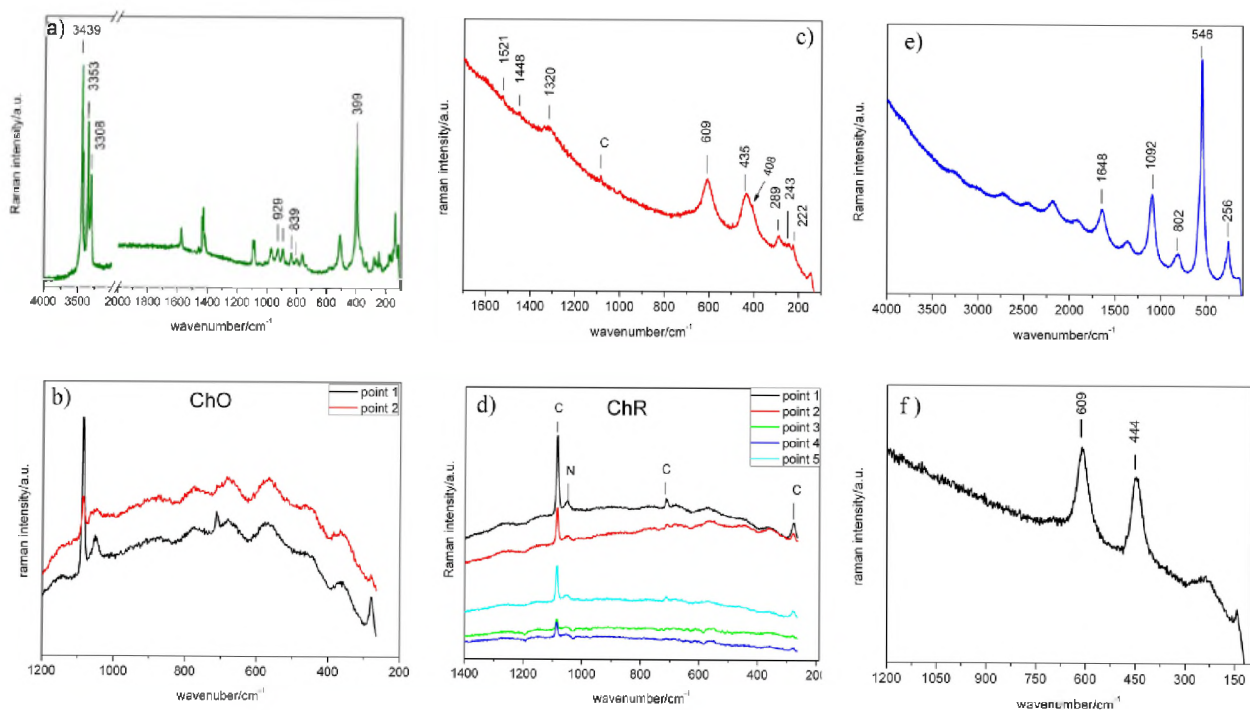 a)
3439
3353
3308
399
929
839
Raman intensity/a.u.
4000
3500
2000
1800
1600
1400
1200
1000
800
600
400
200
wavenumber/cm-1
c)
1521
1448
1320
C
609
435
408
289
243
222
raman intensity/a.u.
1600
1400
1200
1000
800
600
400
200
wavenumber/cm-1
e)
546
1648
1092
802
256
Raman intensity/a.u.
4000
3500
3000
2500
2000
1500
1000
500
wavenumber/cm-1
b)
ChO
point 1
point 2
raman intensity/a.u.
1200
1000
800
600
400
200
wavenuber/cm-1
d)
ChR
point 1
point 2
point 3
point 4
point 5
C
N
C
C
Raman intensity/a.u.
1400
1200
1000
800
600
400
200
wavenumber/cm-1
f)
609
444
raman intensity/a.u.
1200
1050
900
750
600
450
300
150
wavenumber/cm-1